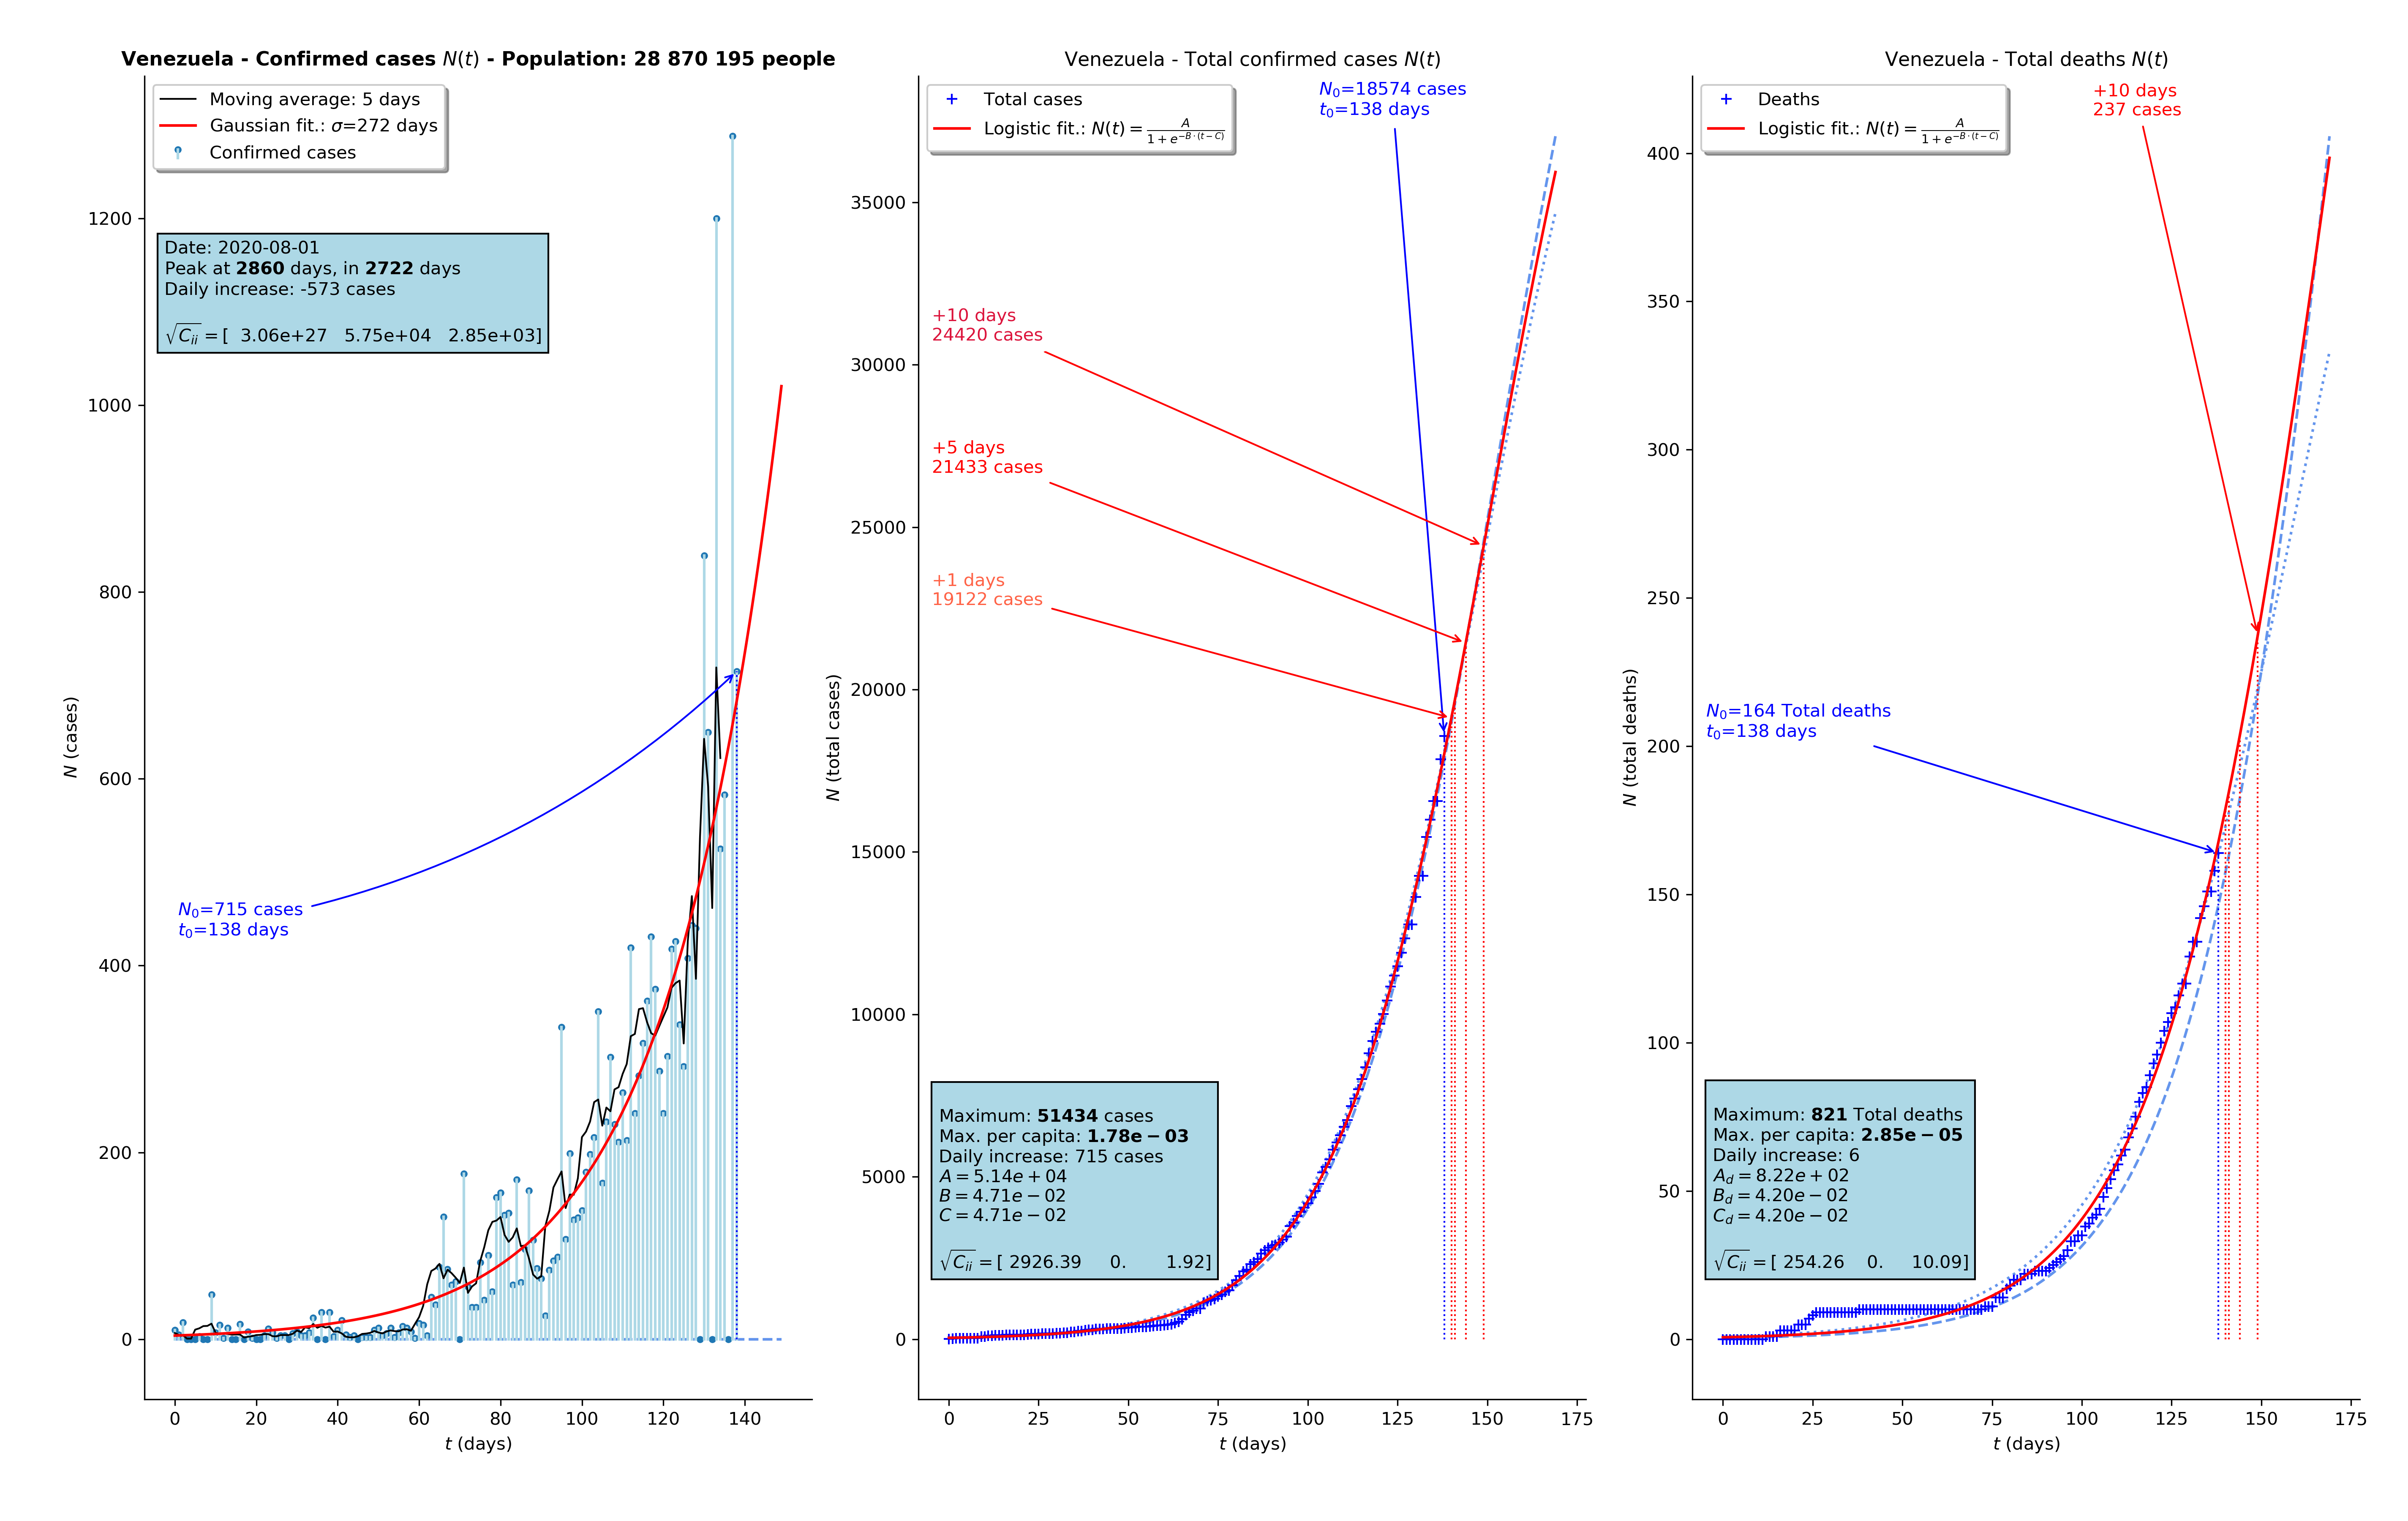 Venezuela - Confirmed cases N(t) - Population: 28 870 195 people
Moving average: 5 days
Gaussian fit.: σ=272 days
Confirmed cases
Date: 2020-08-01
Peak at 2860 days, in 2722 days
Daily increase: -573 cases
√C_ii = [ 3.06e+27 5.75e+04 2.85e+03]
N₀=715 cases
t₀=138 days
N (cases)
1200
1000
800
600
400
200
0
0 20 40 60 80 100 120 140
t (days)
Venezuela - Total confirmed cases N(t)
Total cases
Logistic fit.: N(t) = A / (1 + e^{−B·(t−C)})
N₀=18574 cases
t₀=138 days
+10 days
24420 cases
+5 days
21433 cases
+1 days
19122 cases
Maximum: 51434 cases
Max. per capita: 1.78e − 03
Daily increase: 715 cases
A = 5.14e + 04
B = 4.71e − 02
C = 4.71e − 02
√C_ii = [ 2926.39 0. 1.92]
N (total cases)
35000
30000
25000
20000
15000
10000
5000
0
0 25 50 75 100 125 150 175
t (days)
Venezuela - Total deaths N(t)
Deaths
Logistic fit.: N(t) = A / (1 + e^{−B·(t−C)})
+10 days
237 cases
N₀=164 Total deaths
t₀=138 days
Maximum: 821 Total deaths
Max. per capita: 2.85e − 05
Daily increase: 6
A_d = 8.22e + 02
B_d = 4.20e − 02
C_d = 4.20e − 02
√C_ii = [ 254.26 0. 10.09]
N (total deaths)
400
350
300
250
200
150
100
50
0
0 25 50 75 100 125 150 175
t (days)